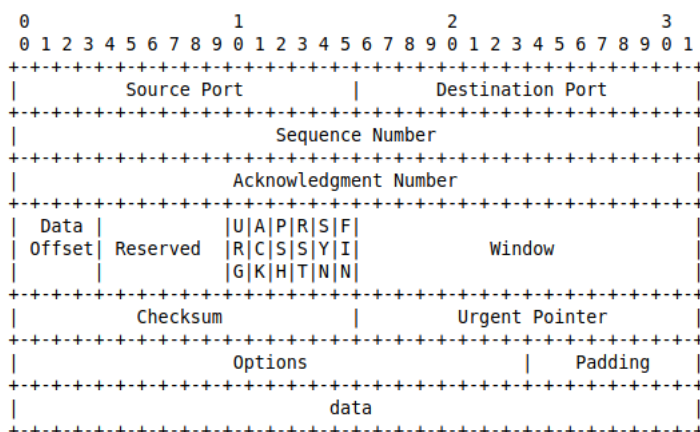 0                   1                   2                   3
 0 1 2 3 4 5 6 7 8 9 0 1 2 3 4 5 6 7 8 9 0 1 2 3 4 5 6 7 8 9 0 1
+-+-+-+-+-+-+-+-+-+-+-+-+-+-+-+-+-+-+-+-+-+-+-+-+-+-+-+-+-+-+-+-+
|          Source Port          |       Destination Port        |
+-+-+-+-+-+-+-+-+-+-+-+-+-+-+-+-+-+-+-+-+-+-+-+-+-+-+-+-+-+-+-+-+
|                        Sequence Number                        |
+-+-+-+-+-+-+-+-+-+-+-+-+-+-+-+-+-+-+-+-+-+-+-+-+-+-+-+-+-+-+-+-+
|                    Acknowledgment Number                      |
+-+-+-+-+-+-+-+-+-+-+-+-+-+-+-+-+-+-+-+-+-+-+-+-+-+-+-+-+-+-+-+-+
|  Data |           |U|A|P|R|S|F|                               |
| Offset| Reserved  |R|C|S|S|Y|I|            Window             |
|       |           |G|K|H|T|N|N|                               |
+-+-+-+-+-+-+-+-+-+-+-+-+-+-+-+-+-+-+-+-+-+-+-+-+-+-+-+-+-+-+-+-+
|           Checksum            |         Urgent Pointer        |
+-+-+-+-+-+-+-+-+-+-+-+-+-+-+-+-+-+-+-+-+-+-+-+-+-+-+-+-+-+-+-+-+
|                    Options                    |    Padding    |
+-+-+-+-+-+-+-+-+-+-+-+-+-+-+-+-+-+-+-+-+-+-+-+-+-+-+-+-+-+-+-+-+
|                             data                              |
+-+-+-+-+-+-+-+-+-+-+-+-+-+-+-+-+-+-+-+-+-+-+-+-+-+-+-+-+-+-+-+-+